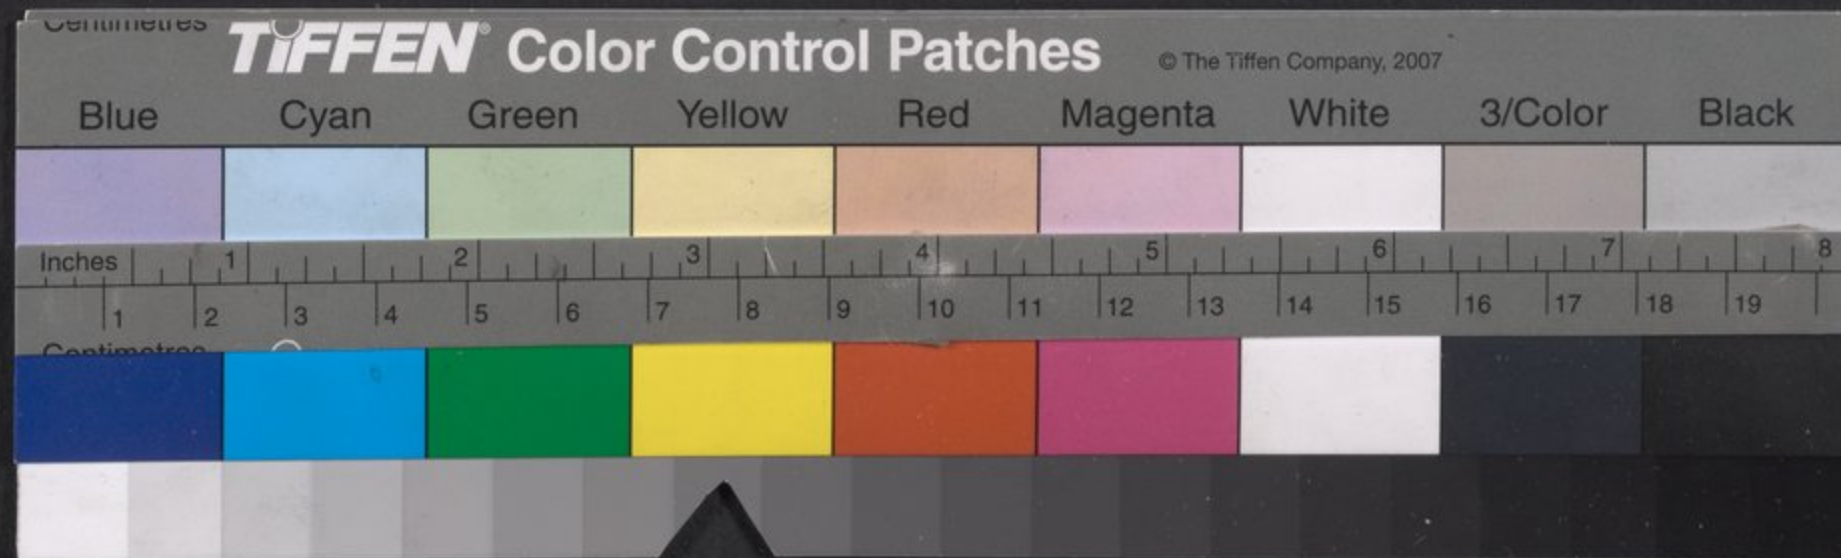 Centimetres TIFFEN® Color Control Patches © The Tiffen Company, 2007
Blue Cyan Green Yellow Red Magenta White 3/Color Black
Inches 1 2 3 4 5 6 7 8
1 2 3 4 5 6 7 8 9 10 11 12 13 14 15 16 17 18 19
Centimetres